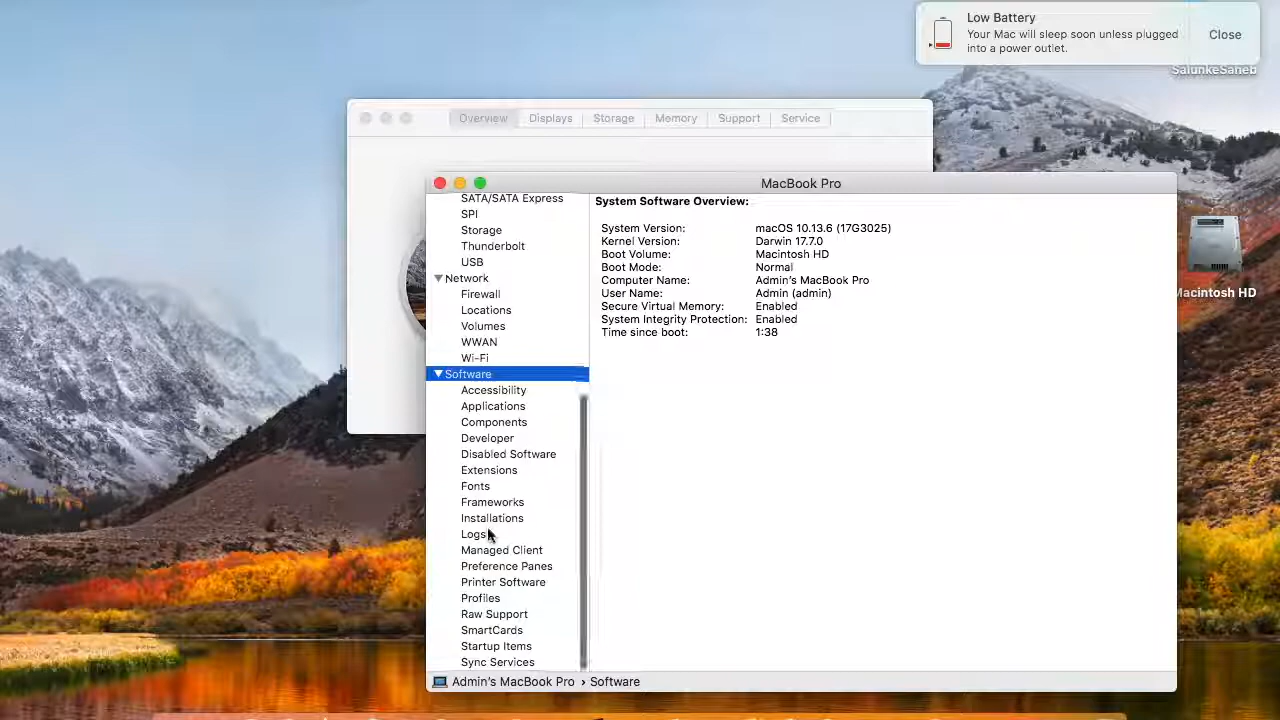 Low Battery
Your Mac will sleep soon unless plugged
into a power outlet.
Close
SalunkeSaheb
Overview Displays Storage Memory Support Service
MacBook Pro
SATA/SATA Express
SPI
Storage
Thunderbolt
USB
Network
Firewall
Locations
Volumes
WWAN
Wi-Fi
Software
Accessibility
Applications
Components
Developer
Disabled Software
Extensions
Fonts
Frameworks
Installations
Logs
Managed Client
Preference Panes
Printer Software
Profiles
Raw Support
SmartCards
Startup Items
Sync Services
System Software Overview:
System Version: macOS 10.13.6 (17G3025)
Kernel Version: Darwin 17.7.0
Boot Volume: Macintosh HD
Boot Mode: Normal
Computer Name: Admin's MacBook Pro
User Name: Admin (admin)
Secure Virtual Memory: Enabled
System Integrity Protection: Enabled
Time since boot: 1:38
Admin's MacBook Pro › Software
Macintosh HD